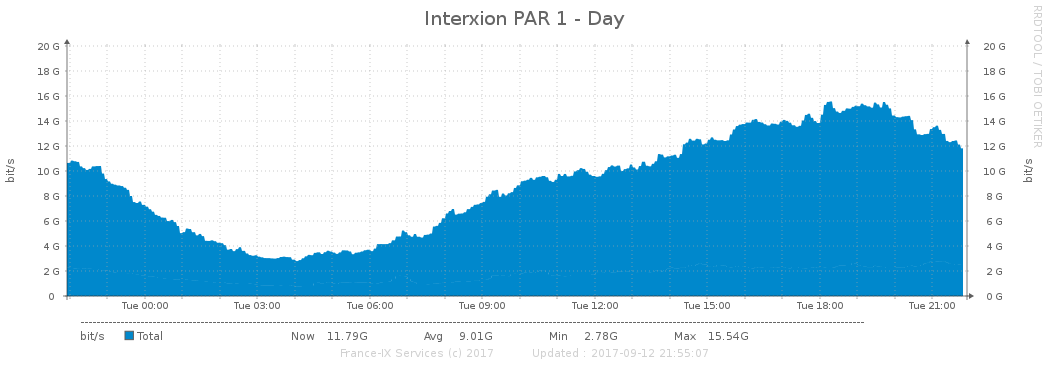 Interxion PAR 1 - Day
RRDTOOL / TOBI OETIKER
20 G 20 G
18 G 18 G
16 G 16 G
14 G 14 G
12 G 12 G
10 G 10 G
8 G 8 G
6 G 6 G
4 G 4 G
2 G 2 G
0 0 G
bit/s bit/s
Tue 00:00 Tue 03:00 Tue 06:00 Tue 09:00 Tue 12:00 Tue 15:00 Tue 18:00 Tue 21:00
bit/s Total Now 11.79G Avg 9.01G Min 2.78G Max 15.54G
France-IX Services (c) 2017 Updated : 2017-09-12 21:55:07